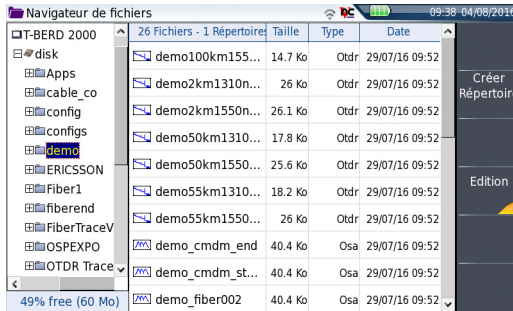 Navigateur de fichiers
09:38 04/08/2016
T-BERD 2000
disk
Apps
cable_co
config
configs
demo
ERICSSON
Fiber1
fiberend
FiberTraceV
OSPEXPO
OTDR Trace
49% free (60 Mo)
26 Fichiers - 1 Répertoires Taille Type Date
demo100km155... 14.7 Ko Otdr 29/07/16 09:52
demo2km1310n... 26 Ko Otdr 29/07/16 09:52
demo2km1550n... 26.1 Ko Otdr 29/07/16 09:52
demo50km1310... 17.8 Ko Otdr 29/07/16 09:52
demo50km1550... 25.6 Ko Otdr 29/07/16 09:52
demo55km1310... 18.2 Ko Otdr 29/07/16 09:52
demo55km1550... 26 Ko Otdr 29/07/16 09:52
demo_cmdm_end 40.4 Ko Osa 29/07/16 09:52
demo_cmdm_st... 40.4 Ko Osa 29/07/16 09:52
demo_fiber002 40.4 Ko Osa 29/07/16 09:52
Créer
Répertoir
Edition